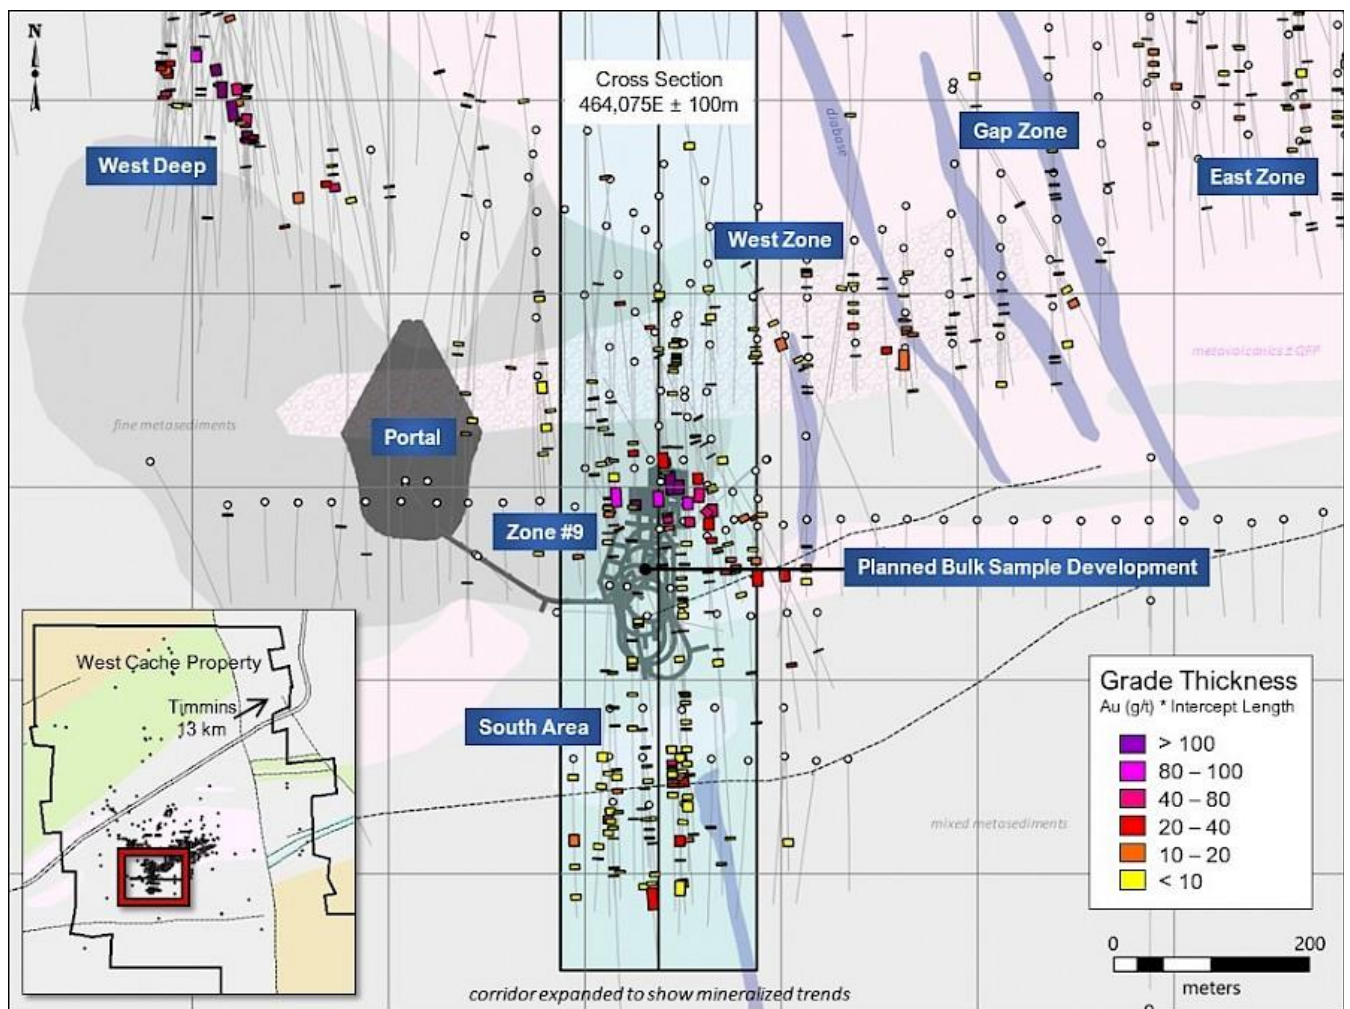 N
Cross Section
464,075E ± 100m
diabase
Gap Zone
West Deep
East Zone
West Zone
metavolcanics ± QFP
fine metasediments
Portal
Zone #9
Planned Bulk Sample Development
West Cache Property
Timmins
13 km
South Area
mixed metasediments
Grade Thickness
Au (g/t) * Intercept Length
> 100
80 – 100
40 – 80
20 – 40
10 – 20
< 10
0 200
meters
corridor expanded to show mineralized trends